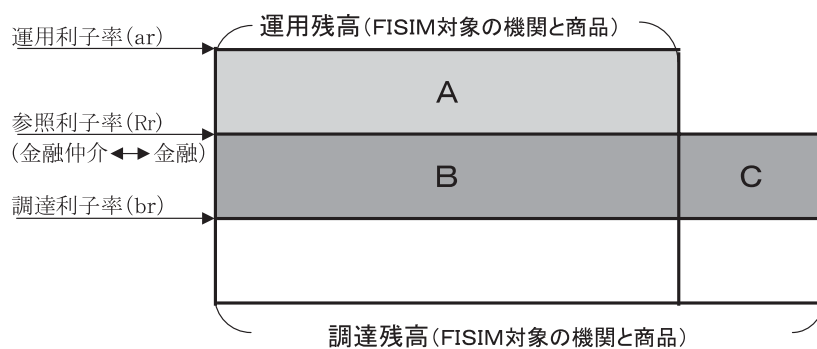 運用利子率(ar)
運用残高(FISIM対象の機関と商品)
A
参照利子率(Rr)
(金融仲介⟷金融)
B
C
調達利子率(br)
調達残高(FISIM対象の機関と商品)